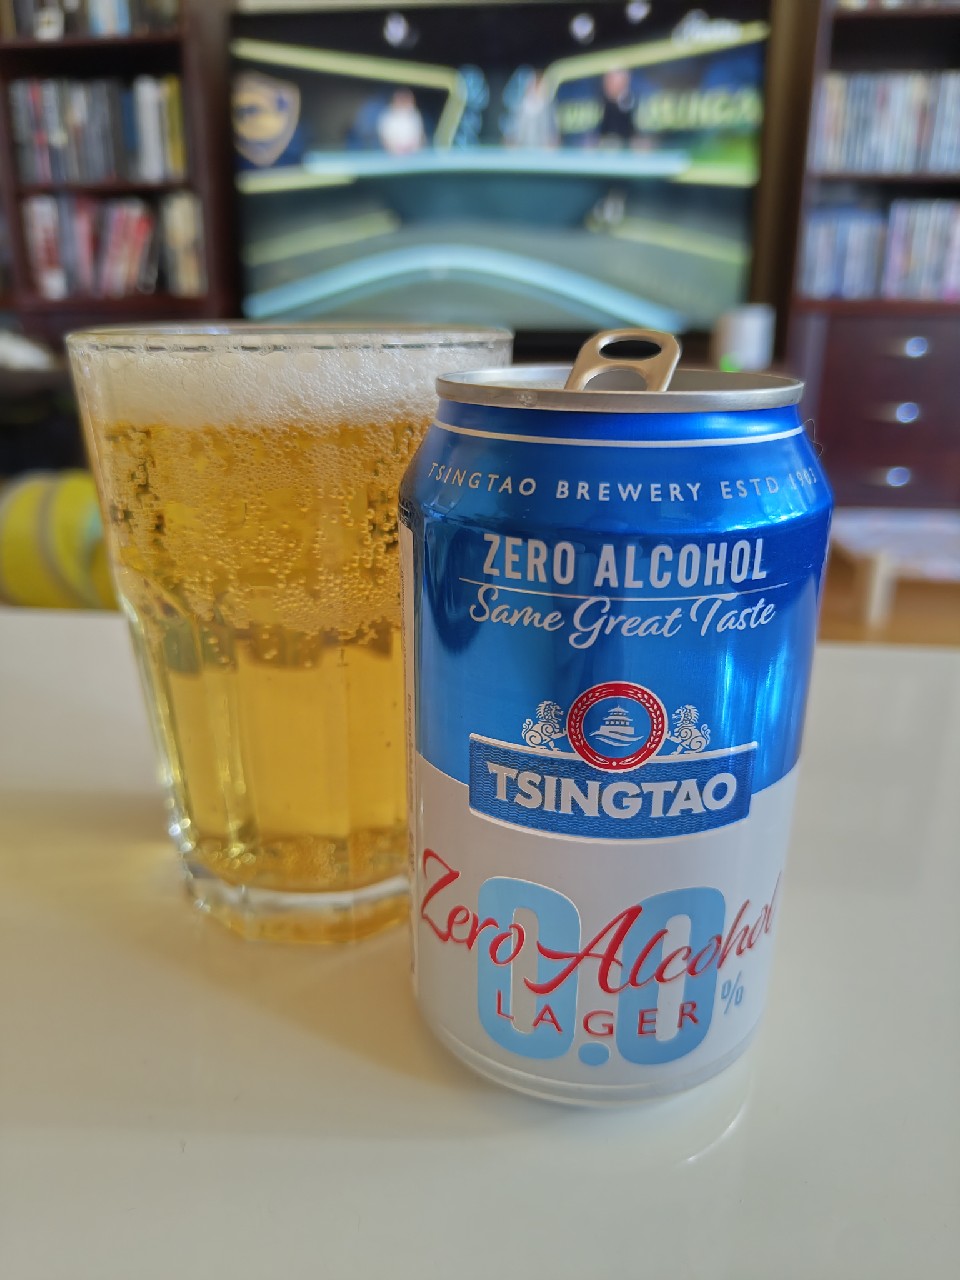 TSINGTAO BREWERY ESTD 1903
ZERO ALCOHOL
Same Great Taste
TSINGTAO
Zero Alcohol
LAGER
0.0%